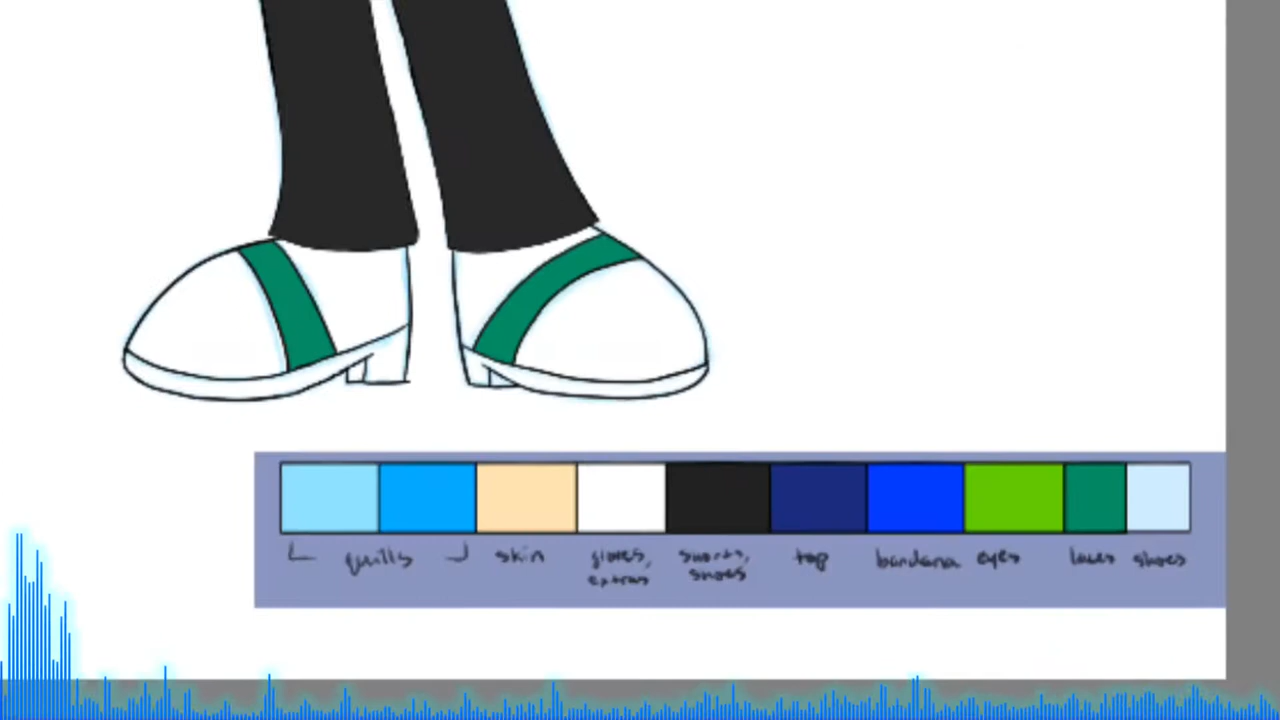 quills skin gloves, shorts, top bandana eyes laces shoes
extras shoes